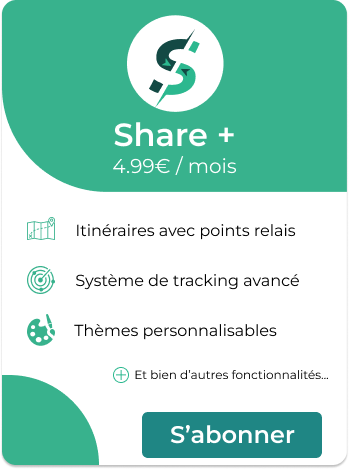 Share +
4.99€ / mois
Itinéraires avec points relais
Système de tracking avancé
Thèmes personnalisables
Et bien d'autres fonctionnalités...
S'abonner